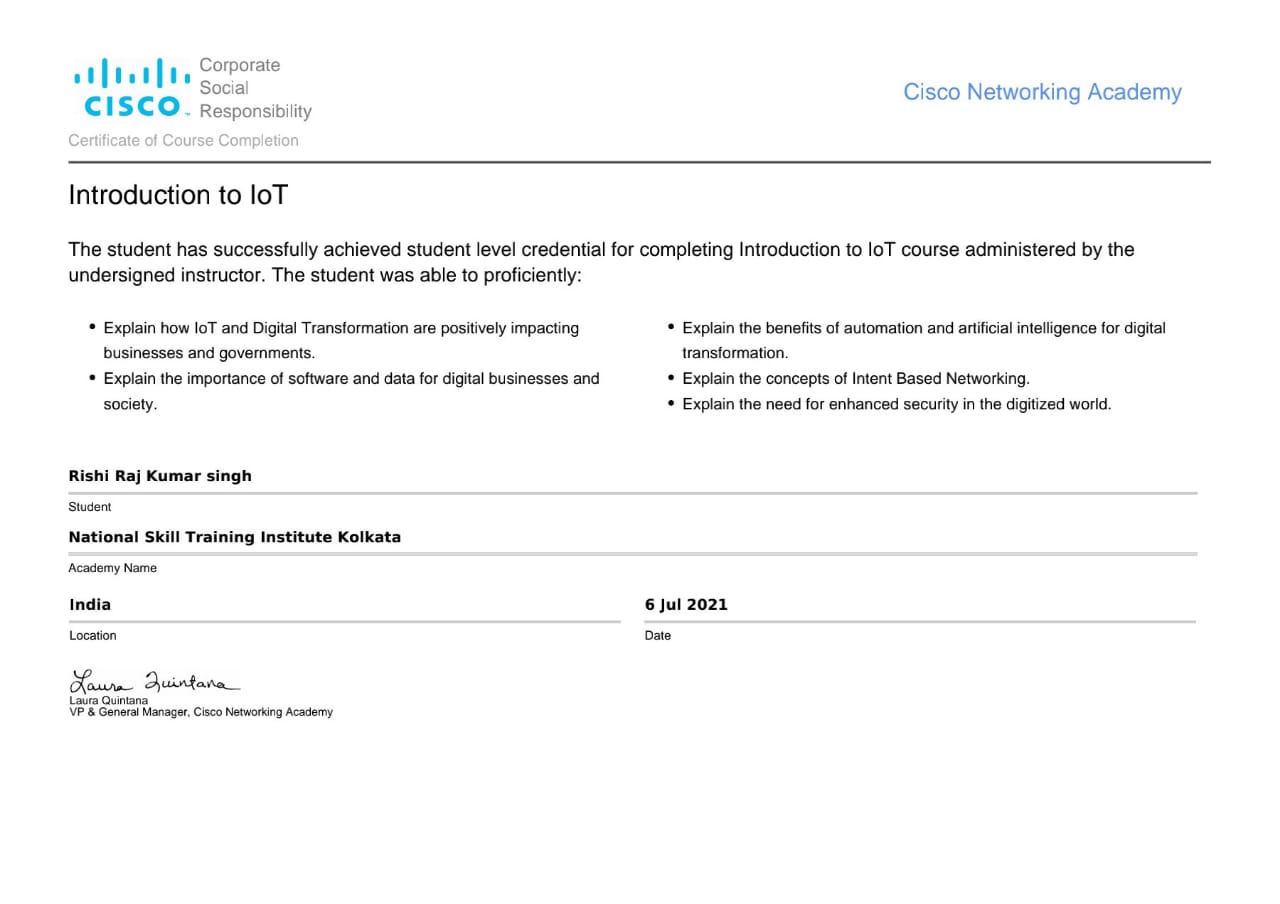 Corporate
Social
CISCO™ Responsibility
Cisco Networking Academy
Certificate of Course Completion
Introduction to IoT
The student has successfully achieved student level credential for completing Introduction to IoT course administered by the
undersigned instructor. The student was able to proficiently:
• Explain how IoT and Digital Transformation are positively impacting
businesses and governments.
• Explain the importance of software and data for digital businesses and
society.
• Explain the benefits of automation and artificial intelligence for digital
transformation.
• Explain the concepts of Intent Based Networking.
• Explain the need for enhanced security in the digitized world.
Rishi Raj Kumar singh
Student
National Skill Training Institute Kolkata
Academy Name
India
Location
6 Jul 2021
Date
Laura Quintana
Laura Quintana
VP & General Manager, Cisco Networking Academy